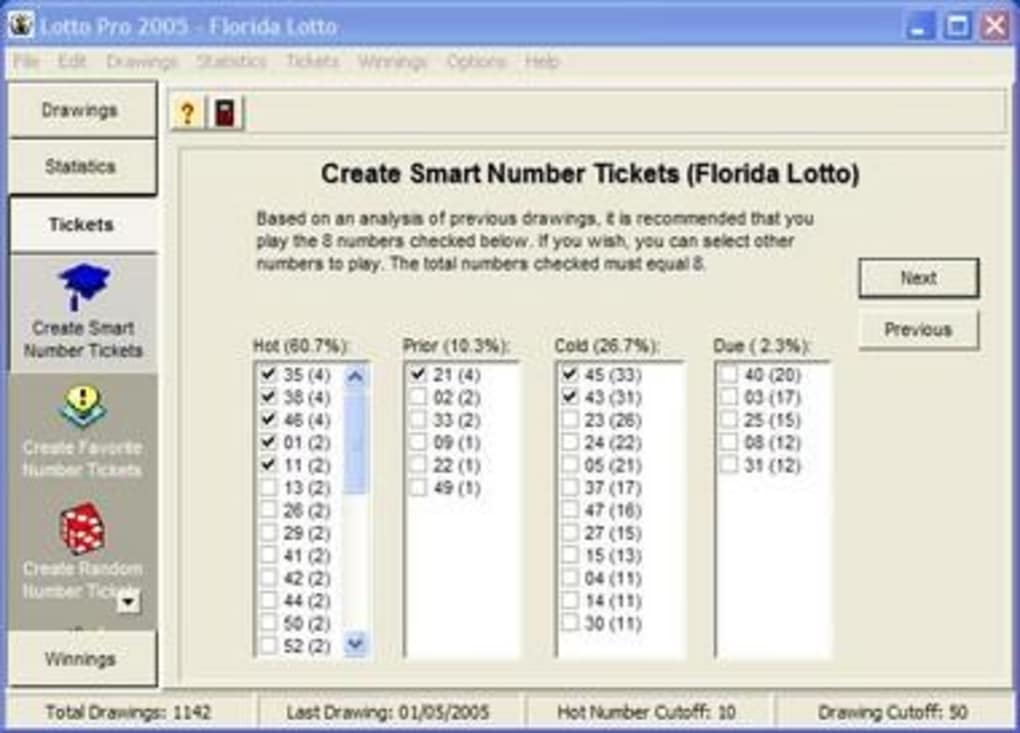 Lotto Pro 2005 - Florida Lotto
File Edit Drawings Statistics Tickets Winnings Options Help
Drawings
Statistics
Tickets
Create Smart
Number Tickets
Create Favorite
Number Tickets
Create Random
Number Tickets
Winnings
?
Create Smart Number Tickets (Florida Lotto)
Based on an analysis of previous drawings, it is recommended that you
play the 8 numbers checked below. If you wish, you can select other
numbers to play. The total numbers checked must equal 8.
Next
Previous
Hot (60.7%):
35 (4)
38 (4)
46 (4)
01 (2)
11 (2)
13 (2)
26 (2)
29 (2)
41 (2)
42 (2)
44 (2)
50 (2)
52 (2)
Prior (10.3%):
21 (4)
02 (2)
33 (2)
09 (1)
22 (1)
49 (1)
Cold (26.7%):
45 (33)
43 (31)
23 (26)
24 (22)
05 (21)
37 (17)
47 (16)
27 (15)
15 (13)
04 (11)
14 (11)
30 (11)
Due ( 2.3%):
40 (20)
03 (17)
25 (15)
08 (12)
31 (12)
Total Drawings: 1142
Last Drawing: 01/05/2005
Hot Number Cutoff: 10
Drawing Cutoff: 50